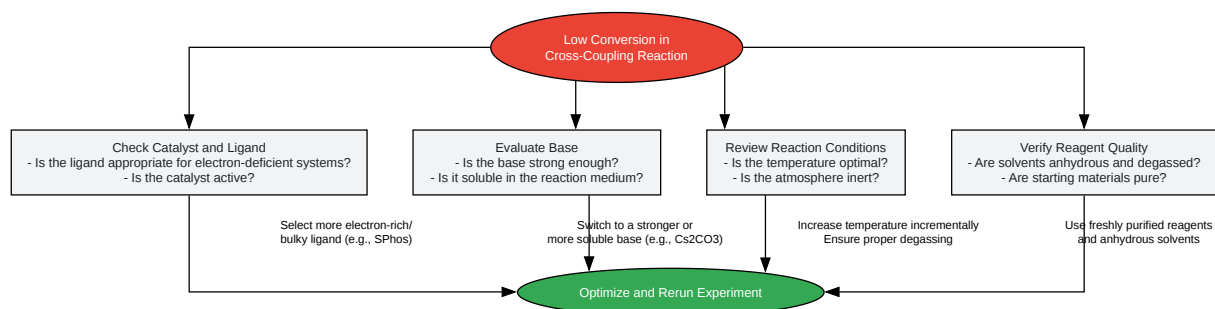 Low Conversion in
Cross-Coupling Reaction
Check Catalyst and Ligand
- Is the ligand appropriate for electron-deficient systems?
- Is the catalyst active?
Evaluate Base
- Is the base strong enough?
- Is it soluble in the reaction medium?
Review Reaction Conditions
- Is the temperature optimal?
- Is the atmosphere inert?
Verify Reagent Quality
- Are solvents anhydrous and degassed?
- Are starting materials pure?
Select more electron-rich/
bulky ligand (e.g., SPhos)
Switch to a stronger or
more soluble base (e.g., Cs2CO3)
Increase temperature incrementally
Ensure proper degassing
Use freshly purified reagents
and anhydrous solvents
Optimize and Rerun Experiment